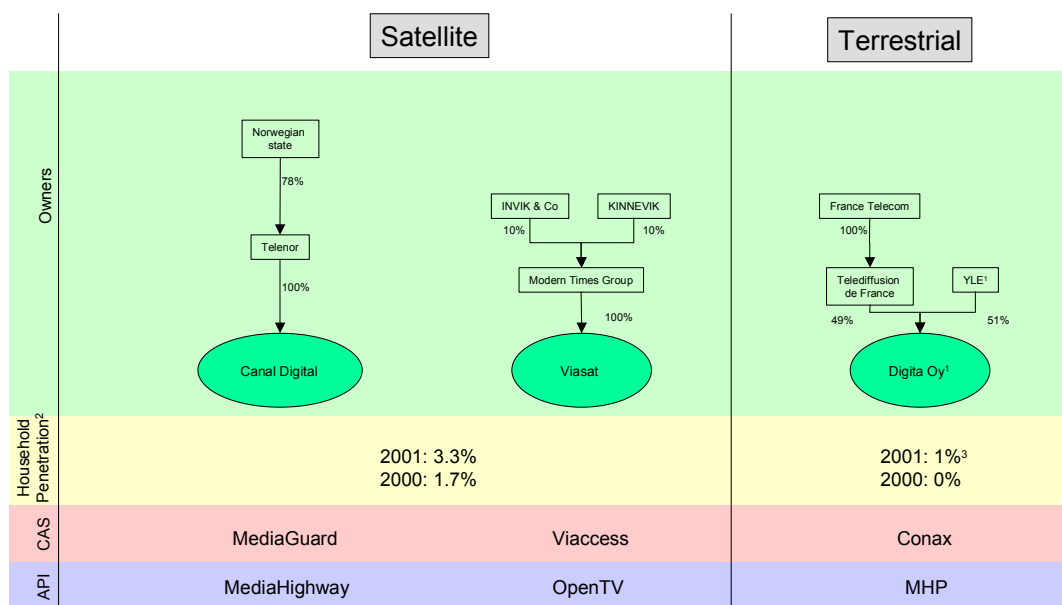 Satellite
Terrestrial
Owners
Norwegian
state
78%
Telenor
100%
Canal Digital
INVIK & Co
KINNEVIK
10%
10%
Modern Times Group
100%
Viasat
France Telecom
100%
Telediffusion
de France
YLE¹
49%
51%
Digita Oy¹
Household
Penetration²
2001: 3.3%
2000: 1.7%
2001: 1%³
2000: 0%
CAS
MediaGuard
Viaccess
Conax
API
MediaHighway
OpenTV
MHP